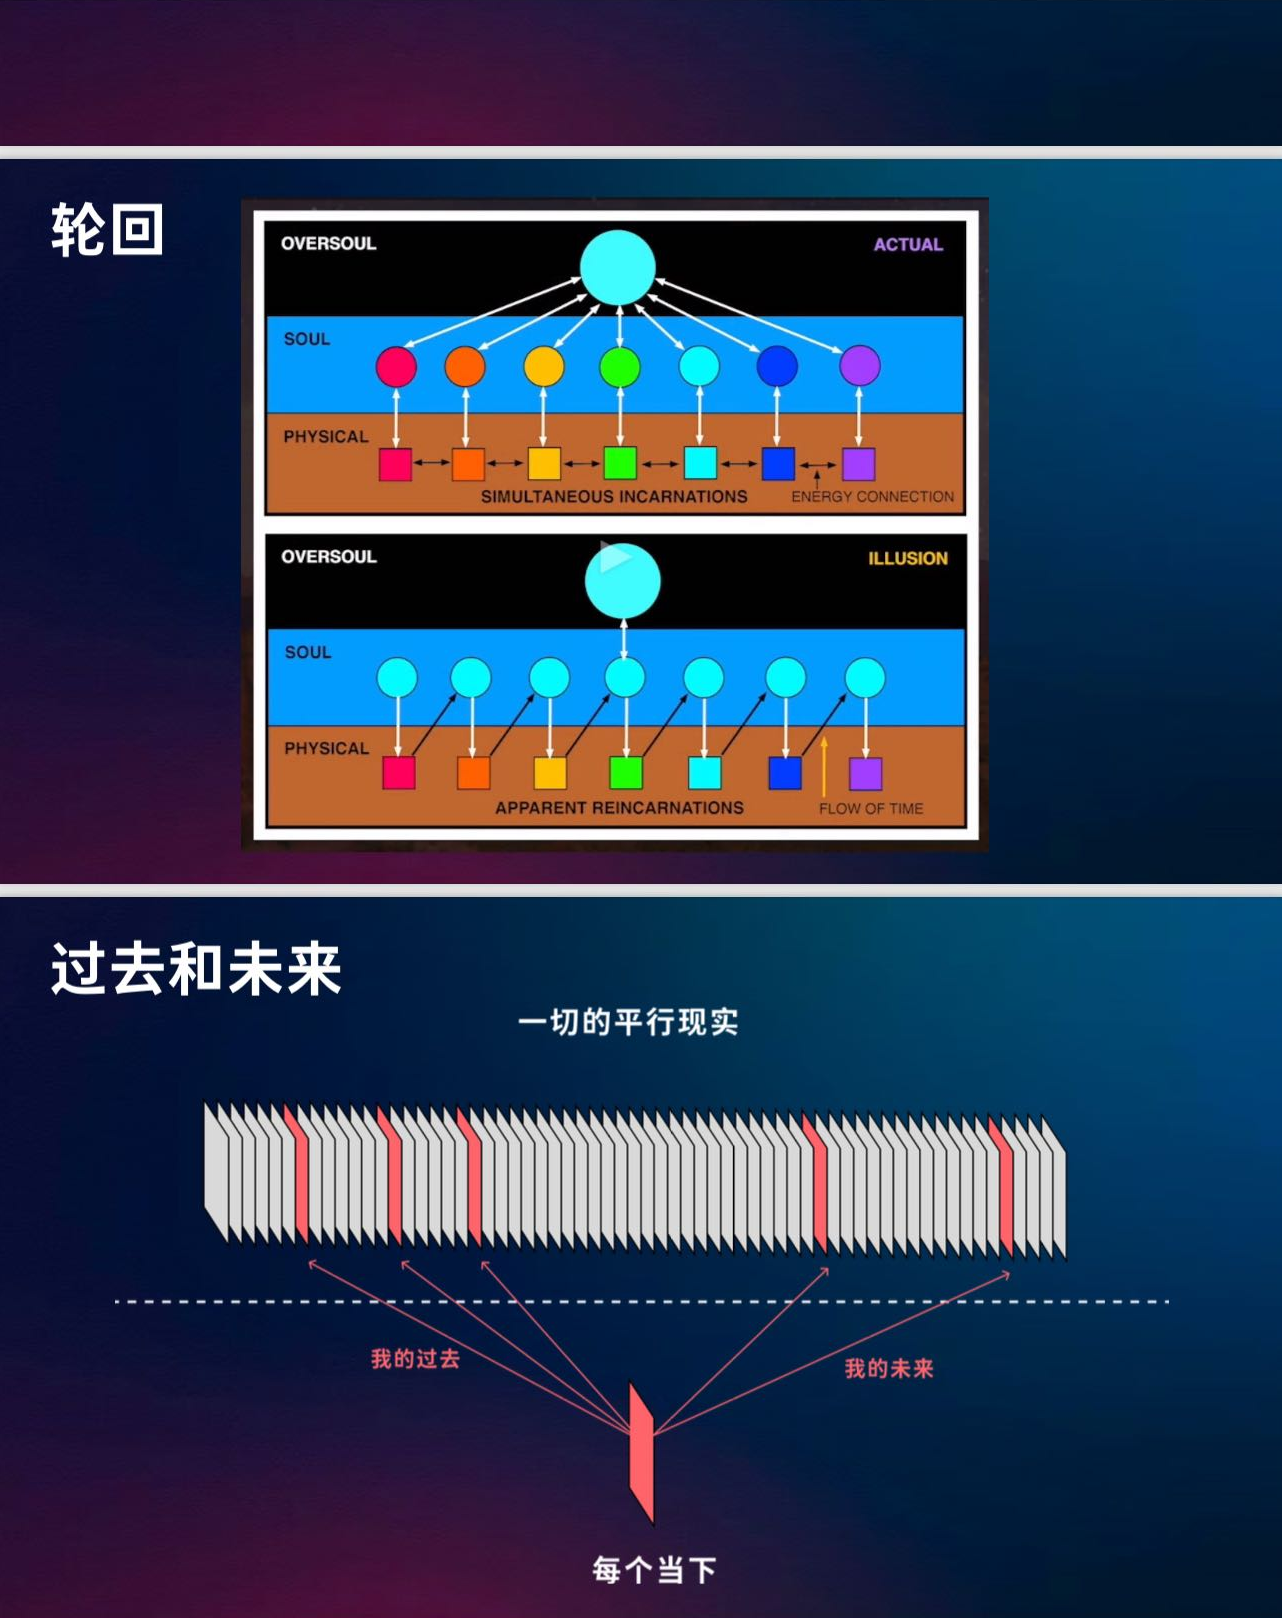 轮回
OVERSOUL
ACTUAL
SOUL
PHYSICAL
SIMULTANEOUS INCARNATIONS
ENERGY CONNECTION
OVERSOUL
ILLUSION
SOUL
PHYSICAL
APPARENT REINCARNATIONS
FLOW OF TIME
过去和未来
一切的平行现实
我的过去
我的未来
每个当下